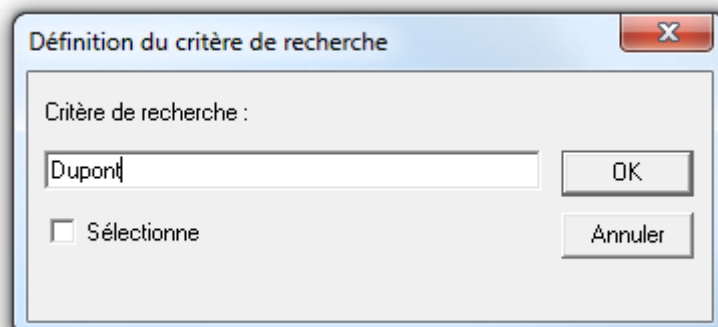 Définition du critère de recherche
Critère de recherche :
Dupont
OK
Sélectionne
Annuler